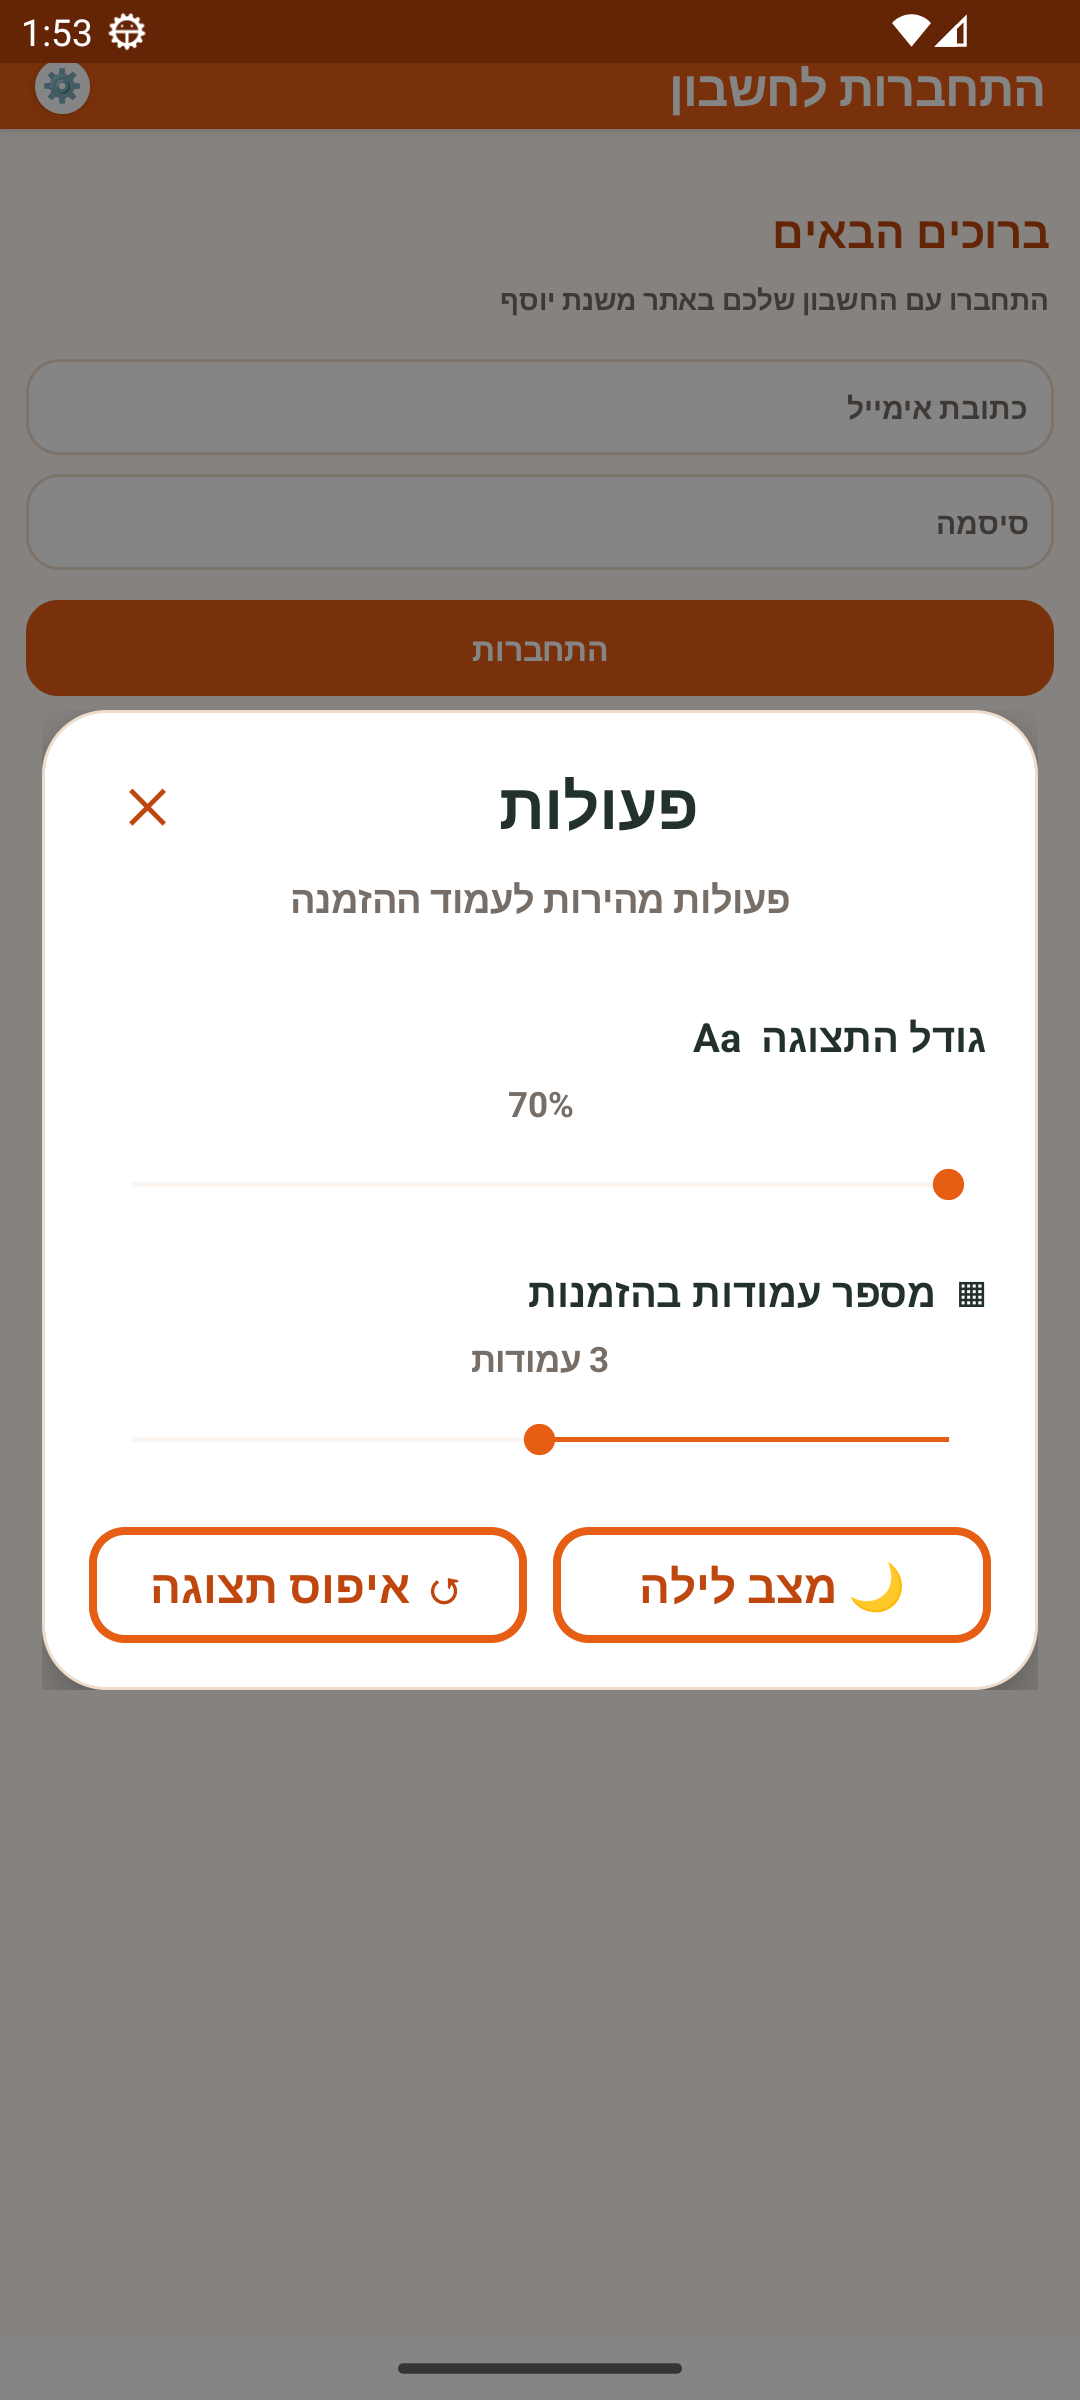 1:53
התחברות לחשבון
ברוכים הבאים
התחברו עם החשבון שלכם באתר משנת יוסף
כתובת אימייל
סיסמה
התחברות
פעולות
פעולות מהירות לעמוד ההזמנה
גודל התצוגה Aa
70%
▦ מספר עמודות בהזמנות
3 עמודות
🌙 מצב לילה
↺ איפוס תצוגה